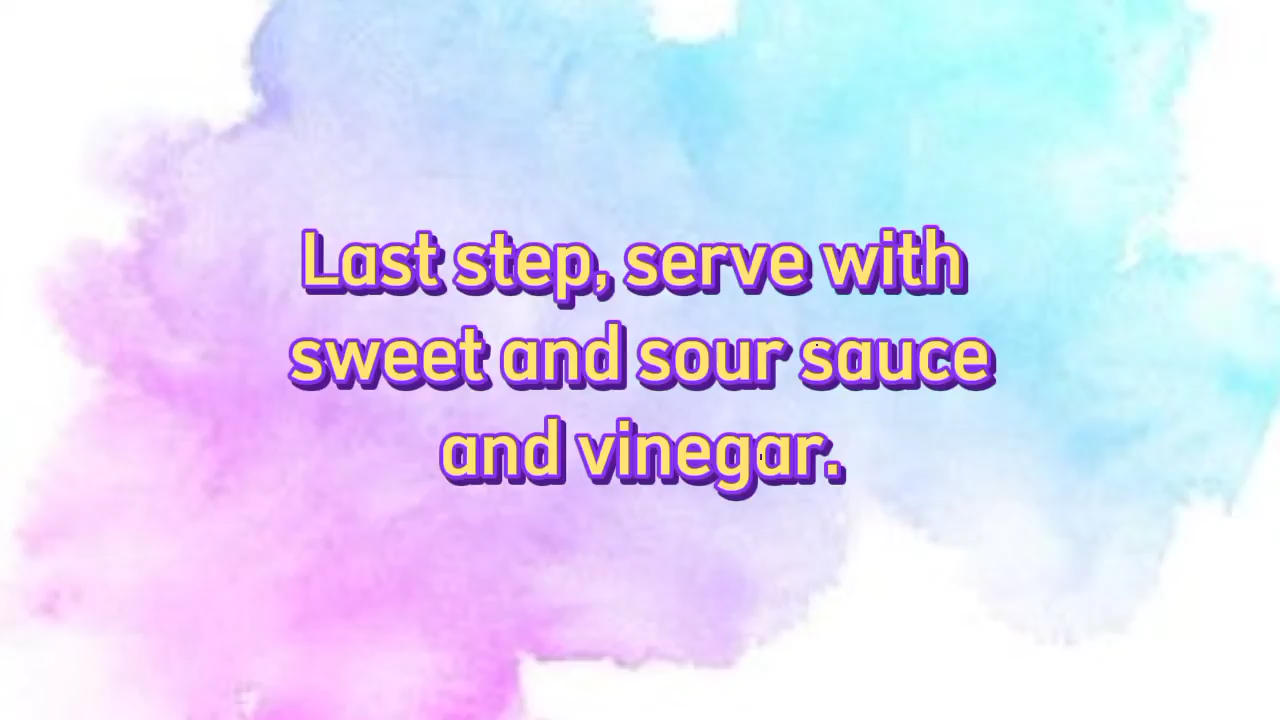 Last step, serve with
sweet and sour sauce
and vinegar.